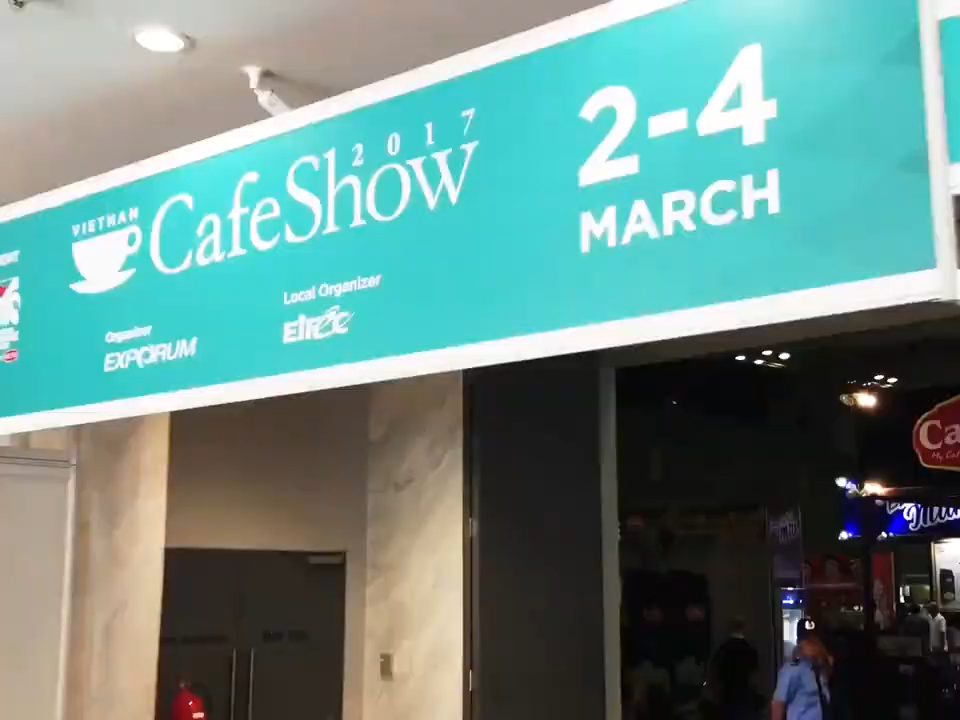 VIETNAM
CafeShow
2017
2-4
MARCH
Organizer
EXPORUM
Local Organizer
Ca